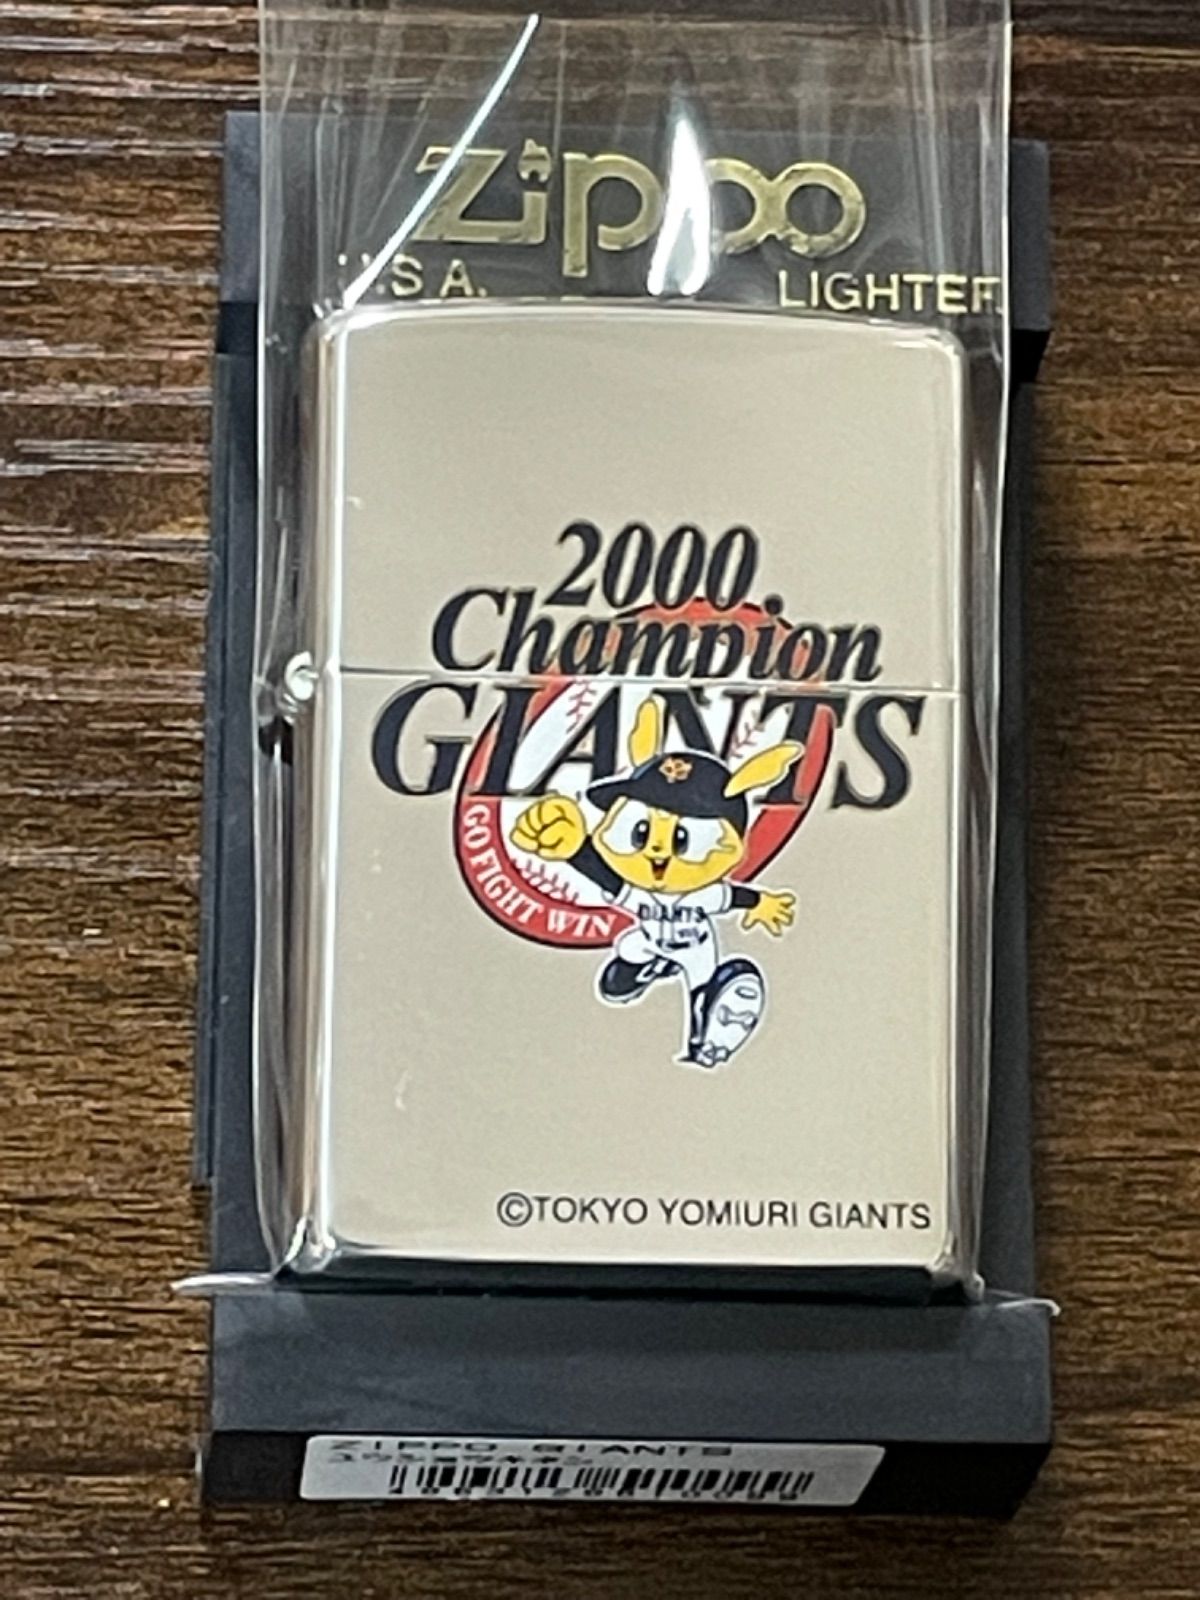 Zippo
U.S.A. LIGHTER
2000
Champion
GIANTS
GO FIGHT WIN
GIANTS
©TOKYO YOMIURI GIANTS
ZIPPO GIANTS